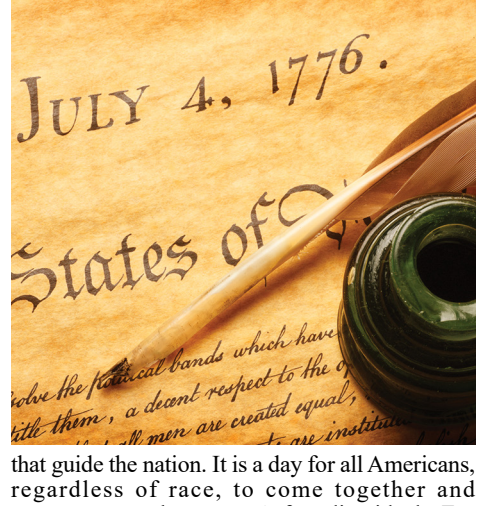 JULY 4, 1776.
States of
solve the political bands which have
title them, a decent respect to the
all men are created equal,
are
that guide the nation. It is a day for all Americans,
regardless of race, to come together and